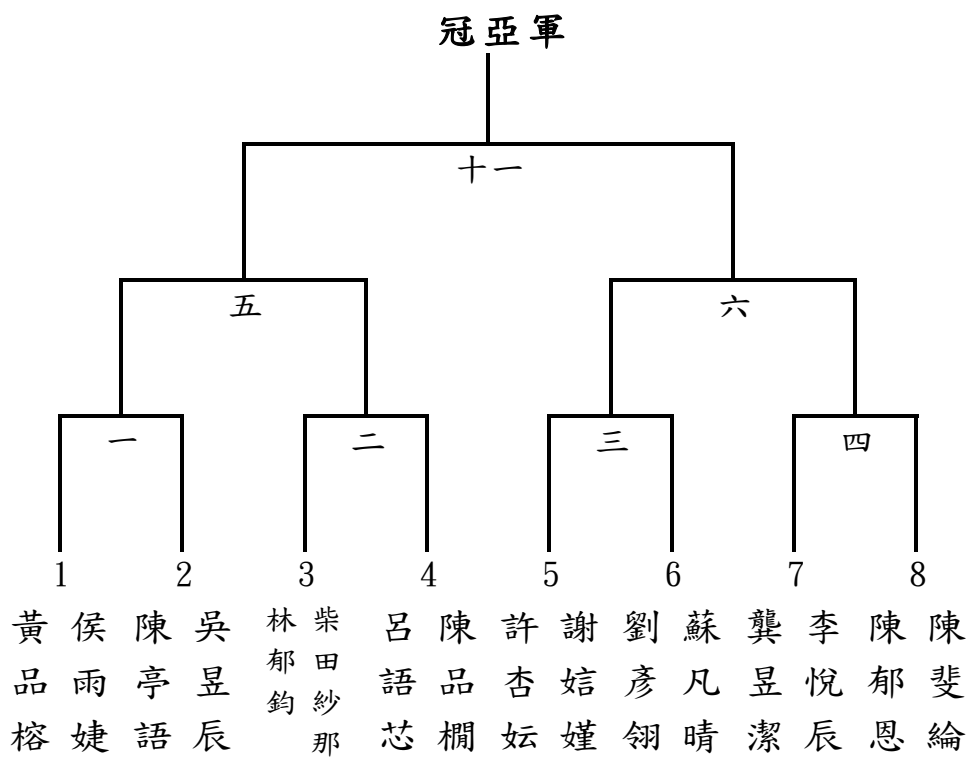 冠亞軍
十一
五
六
一
二
三
四
1
2
3
4
5
6
7
8
黃品榕
侯雨婕
陳亭語
吳昱辰
林郁鈞
柴田紗那
呂語芯
陳品橍
許杏妘
謝娮嫤
劉彥翎
蘇凡晴
龔昱潔
李悅辰
陳郁恩
陳斐綸